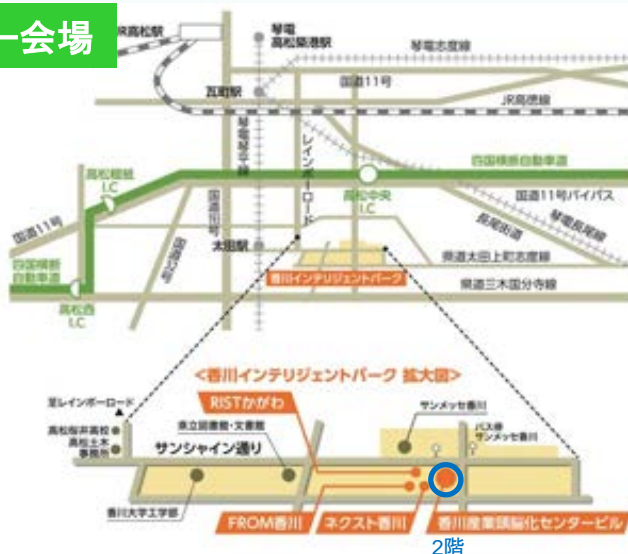 ー会場
JR高松駅
琴電
高松築港駅
琴電志度線
国道11号
瓦町駅
JR高徳線
琴電琴平線
レインボーロード
四国横断自動車道
高松檀紙
I.C
高松中央
I.C
国道11号バイパス
国道11号
国道193号
琴電長尾線
長尾街道
太田駅
県道太田上町志度線
四国横断
自動車道
香川インテリジェントパーク
県道三木国分寺線
高松西
I.C
<香川インテリジェントパーク 拡大図>
RISTかがわ
至レインボーロード
サンメッセ香川
高松桜井高校
県立図書館・文書館
バス停
サンメッセ香川
高松土木
事務所
サンシャイン通り
香川大学工学部
FROM香川
ネクスト香川
香川産業頭脳化センタービル
2階